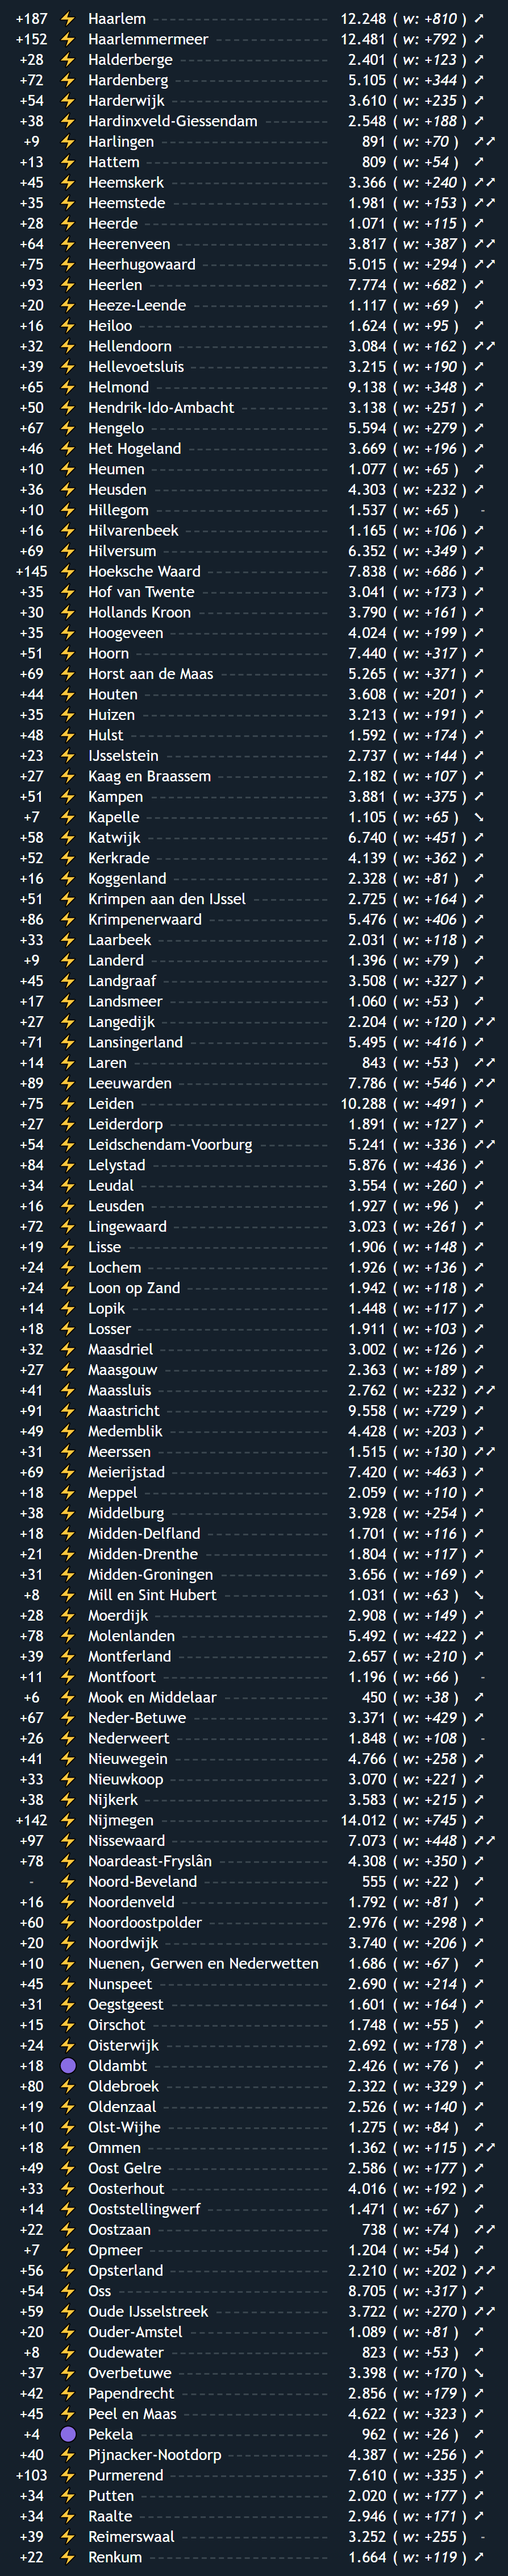 +187 ⚡ Haarlem 12.248 ( w: +810 ) ➚
+152 ⚡ Haarlemmermeer 12.481 ( w: +792 ) ➚
+28 ⚡ Halderberge 2.401 ( w: +123 ) ➚
+72 ⚡ Hardenberg 5.105 ( w: +344 ) ➚
+54 ⚡ Harderwijk 3.610 ( w: +235 ) ➚
+38 ⚡ Hardinxveld-Giessendam 2.548 ( w: +188 ) ➚
+9 ⚡ Harlingen 891 ( w: +70 ) ➚➚
+13 ⚡ Hattem 809 ( w: +54 ) ➚
+45 ⚡ Heemskerk 3.366 ( w: +240 ) ➚➚
+35 ⚡ Heemstede 1.981 ( w: +153 ) ➚➚
+28 ⚡ Heerde 1.071 ( w: +115 ) ➚
+64 ⚡ Heerenveen 3.817 ( w: +387 ) ➚➚
+75 ⚡ Heerhugowaard 5.015 ( w: +294 ) ➚➚
+93 ⚡ Heerlen 7.774 ( w: +682 ) ➚
+20 ⚡ Heeze-Leende 1.117 ( w: +69 ) ➚
+16 ⚡ Heiloo 1.624 ( w: +95 ) ➚
+32 ⚡ Hellendoorn 3.084 ( w: +162 ) ➚➚
+39 ⚡ Hellevoetsluis 3.215 ( w: +190 ) ➚
+65 ⚡ Helmond 9.138 ( w: +348 ) ➚
+50 ⚡ Hendrik-Ido-Ambacht 3.138 ( w: +251 ) ➚
+67 ⚡ Hengelo 5.594 ( w: +279 ) ➚
+46 ⚡ Het Hogeland 3.669 ( w: +196 ) ➚
+10 ⚡ Heumen 1.077 ( w: +65 ) ➚
+36 ⚡ Heusden 4.303 ( w: +232 ) ➚
+10 ⚡ Hillegom 1.537 ( w: +65 ) -
+16 ⚡ Hilvarenbeek 1.165 ( w: +106 ) ➚
+69 ⚡ Hilversum 6.352 ( w: +349 ) ➚
+145 ⚡ Hoeksche Waard 7.838 ( w: +686 ) ➚
+35 ⚡ Hof van Twente 3.041 ( w: +173 ) ➚
+30 ⚡ Hollands Kroon 3.790 ( w: +161 ) ➚
+35 ⚡ Hoogeveen 4.024 ( w: +199 ) ➚
+51 ⚡ Hoorn 7.440 ( w: +317 ) ➚
+69 ⚡ Horst aan de Maas 5.265 ( w: +371 ) ➚
+44 ⚡ Houten 3.608 ( w: +201 ) ➚
+35 ⚡ Huizen 3.213 ( w: +191 ) ➚
+48 ⚡ Hulst 1.592 ( w: +174 ) ➚
+23 ⚡ IJsselstein 2.737 ( w: +144 ) ➚
+27 ⚡ Kaag en Braassem 2.182 ( w: +107 ) ➚
+51 ⚡ Kampen 3.881 ( w: +375 ) ➚
+7 ⚡ Kapelle 1.105 ( w: +65 ) ➘
+58 ⚡ Katwijk 6.740 ( w: +451 ) ➚
+52 ⚡ Kerkrade 4.139 ( w: +362 ) ➚
+16 ⚡ Koggenland 2.328 ( w: +81 ) ➚
+51 ⚡ Krimpen aan den IJssel 2.725 ( w: +164 ) ➚
+86 ⚡ Krimpenerwaard 5.476 ( w: +406 ) ➚
+33 ⚡ Laarbeek 2.031 ( w: +118 ) ➚
+9 ⚡ Landerd 1.396 ( w: +79 ) ➚
+45 ⚡ Landgraaf 3.508 ( w: +327 ) ➚
+17 ⚡ Landsmeer 1.060 ( w: +53 ) ➚
+27 ⚡ Langedijk 2.204 ( w: +120 ) ➚➚
+71 ⚡ Lansingerland 5.495 ( w: +416 ) ➚
+14 ⚡ Laren 843 ( w: +53 ) ➚➚
+89 ⚡ Leeuwarden 7.786 ( w: +546 ) ➚➚
+75 ⚡ Leiden 10.288 ( w: +491 ) ➚
+27 ⚡ Leiderdorp 1.891 ( w: +127 ) ➚
+54 ⚡ Leidschendam-Voorburg 5.241 ( w: +336 ) ➚➚
+84 ⚡ Lelystad 5.876 ( w: +436 ) ➚
+34 ⚡ Leudal 3.554 ( w: +260 ) ➚
+16 ⚡ Leusden 1.927 ( w: +96 ) ➚
+72 ⚡ Lingewaard 3.023 ( w: +261 ) ➚
+19 ⚡ Lisse 1.906 ( w: +148 ) ➚
+24 ⚡ Lochem 1.926 ( w: +136 ) ➚
+24 ⚡ Loon op Zand 1.942 ( w: +118 ) ➚
+14 ⚡ Lopik 1.448 ( w: +117 ) ➚
+18 ⚡ Losser 1.911 ( w: +103 ) ➚
+32 ⚡ Maasdriel 3.002 ( w: +126 ) ➚
+27 ⚡ Maasgouw 2.363 ( w: +189 ) ➚
+41 ⚡ Maassluis 2.762 ( w: +232 ) ➚➚
+91 ⚡ Maastricht 9.558 ( w: +729 ) ➚
+49 ⚡ Medemblik 4.428 ( w: +203 ) ➚
+31 ⚡ Meerssen 1.515 ( w: +130 ) ➚➚
+69 ⚡ Meierijstad 7.420 ( w: +463 ) ➚
+18 ⚡ Meppel 2.059 ( w: +110 ) ➚
+38 ⚡ Middelburg 3.928 ( w: +254 ) ➚
+18 ⚡ Midden-Delfland 1.701 ( w: +116 ) ➚
+21 ⚡ Midden-Drenthe 1.804 ( w: +117 ) ➚
+31 ⚡ Midden-Groningen 3.656 ( w: +169 ) ➚
+8 ⚡ Mill en Sint Hubert 1.031 ( w: +63 ) ➘
+28 ⚡ Moerdijk 2.908 ( w: +149 ) ➚
+78 ⚡ Molenlanden 5.492 ( w: +422 ) ➚
+39 ⚡ Montferland 2.657 ( w: +210 ) ➚
+11 ⚡ Montfoort 1.196 ( w: +66 ) -
+6 ⚡ Mook en Middelaar 450 ( w: +38 ) ➚
+67 ⚡ Neder-Betuwe 3.371 ( w: +429 ) ➚
+26 ⚡ Nederweert 1.848 ( w: +108 ) -
+41 ⚡ Nieuwegein 4.766 ( w: +258 ) ➚
+33 ⚡ Nieuwkoop 3.070 ( w: +221 ) ➚
+38 ⚡ Nijkerk 3.583 ( w: +215 ) ➚
+142 ⚡ Nijmegen 14.012 ( w: +745 ) ➚
+97 ⚡ Nissewaard 7.073 ( w: +448 ) ➚➚
+78 ⚡ Noardeast-Fryslân 4.308 ( w: +350 ) ➚
- ⚡ Noord-Beveland 555 ( w: +22 ) ➚
+16 ⚡ Noordenveld 1.792 ( w: +81 ) ➚
+60 ⚡ Noordoostpolder 2.976 ( w: +298 ) ➚
+20 ⚡ Noordwijk 3.740 ( w: +206 ) ➚
+10 ⚡ Nuenen, Gerwen en Nederwetten 1.686 ( w: +67 ) ➚
+45 ⚡ Nunspeet 2.690 ( w: +214 ) ➚
+31 ⚡ Oegstgeest 1.601 ( w: +164 ) ➚
+15 ⚡ Oirschot 1.748 ( w: +55 ) ➚
+24 ⚡ Oisterwijk 2.692 ( w: +178 ) ➚
+18 🟣 Oldambt 2.426 ( w: +76 ) ➚
+80 ⚡ Oldebroek 2.322 ( w: +329 ) ➚
+19 ⚡ Oldenzaal 2.526 ( w: +140 ) ➚
+10 ⚡ Olst-Wijhe 1.275 ( w: +84 ) ➚
+18 ⚡ Ommen 1.362 ( w: +115 ) ➚➚
+49 ⚡ Oost Gelre 2.586 ( w: +177 ) ➚
+33 ⚡ Oosterhout 4.016 ( w: +192 ) ➚
+14 ⚡ Ooststellingwerf 1.471 ( w: +67 ) ➚
+22 ⚡ Oostzaan 738 ( w: +74 ) ➚➚
+7 ⚡ Opmeer 1.204 ( w: +54 ) ➚
+56 ⚡ Opsterland 2.210 ( w: +202 ) ➚➚
+54 ⚡ Oss 8.705 ( w: +317 ) ➚
+59 ⚡ Oude IJsselstreek 3.722 ( w: +270 ) ➚➚
+20 ⚡ Ouder-Amstel 1.089 ( w: +81 ) ➚
+8 ⚡ Oudewater 823 ( w: +53 ) ➚
+37 ⚡ Overbetuwe 3.398 ( w: +170 ) ➘
+42 ⚡ Papendrecht 2.856 ( w: +179 ) ➚
+45 ⚡ Peel en Maas 4.622 ( w: +323 ) ➚
+4 🟣 Pekela 962 ( w: +26 ) ➚
+40 ⚡ Pijnacker-Nootdorp 4.387 ( w: +256 ) ➚
+103 ⚡ Purmerend 7.610 ( w: +335 ) ➚
+34 ⚡ Putten 2.020 ( w: +177 ) ➚
+34 ⚡ Raalte 2.946 ( w: +171 ) ➚
+39 ⚡ Reimerswaal 3.252 ( w: +255 ) -
+22 ⚡ Renkum 1.664 ( w: +119 ) ➚